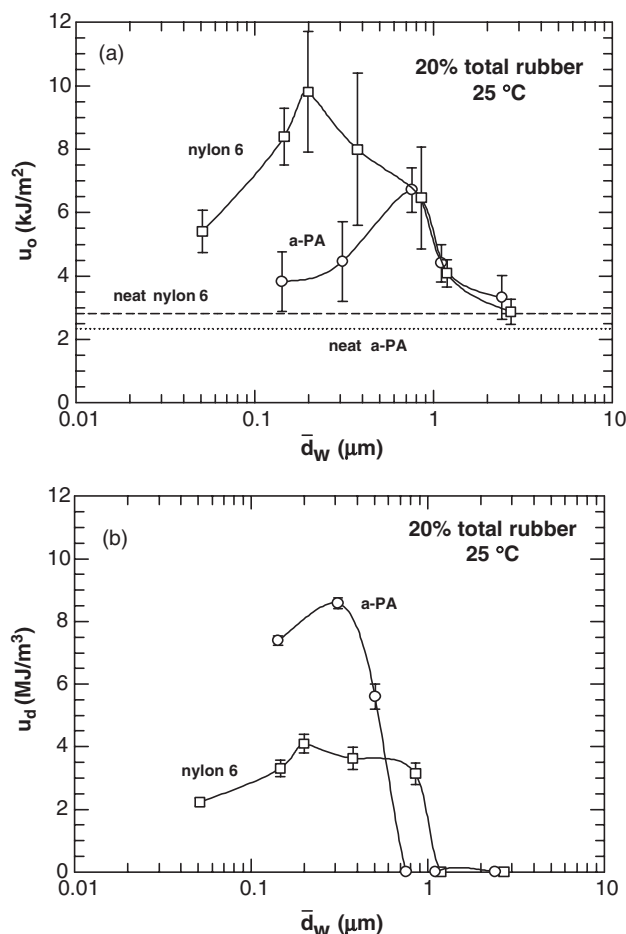 (a)
20% total rubber
25 °C
nylon 6
a-PA
neat nylon 6
neat a-PA
u_o (kJ/m²)
12
10
8
6
4
2
0
0.01
0.1
1
10
d̄_W (μm)
(b)
20% total rubber
25 °C
a-PA
nylon 6
u_d (MJ/m³)
12
10
8
6
4
2
0
0.01
0.1
1
10
d̄_W (μm)